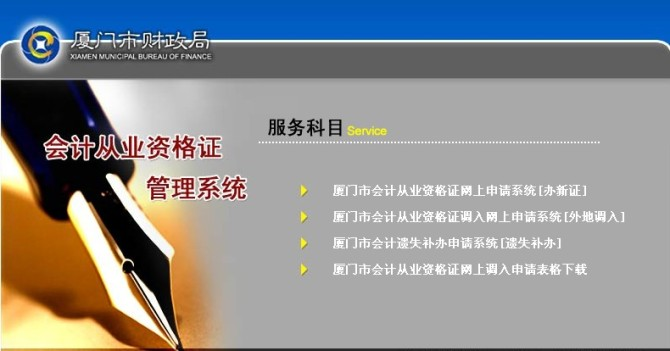 厦门市财政局
XIAMEN MUNICIPAL BUREAU OF FINANCE
会计从业资格证
管理系统
服务科目 Service
厦门市会计从业资格证网上申请系统[办新证]
厦门市会计从业资格证调入网上申请系统[外地调入]
厦门市会计遗失补办申请系统[遗失补办]
厦门市会计从业资格证网上调入申请表格下载